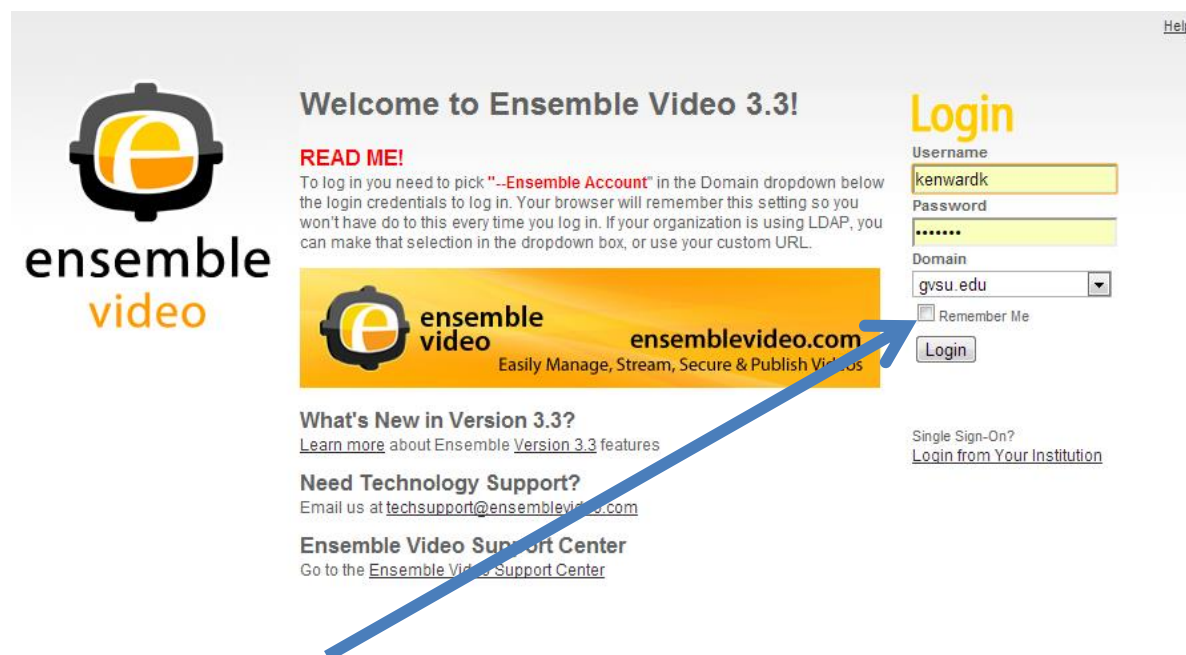 Help
e
ensemble
video
Welcome to Ensemble Video 3.3!
READ ME!
To log in you need to pick "--Ensemble Account" in the Domain dropdown below
the login credentials to log in. Your browser will remember this setting so you
won't have do to this every time you log in. If your organization is using LDAP, you
can make that selection in the dropdown box, or use your custom URL.
e
ensemble
video
ensemblevideo.com
Easily Manage, Stream, Secure & Publish Videos
What's New in Version 3.3?
Learn more about Ensemble Version 3.3 features
Need Technology Support?
Email us at techsupport@ensemblevideo.com
Ensemble Video Support Center
Go to the Ensemble Video Support Center
Login
Username
kenwardk
Password
•••••••
Domain
gvsu.edu
Remember Me
Login
Single Sign-On?
Login from Your Institution